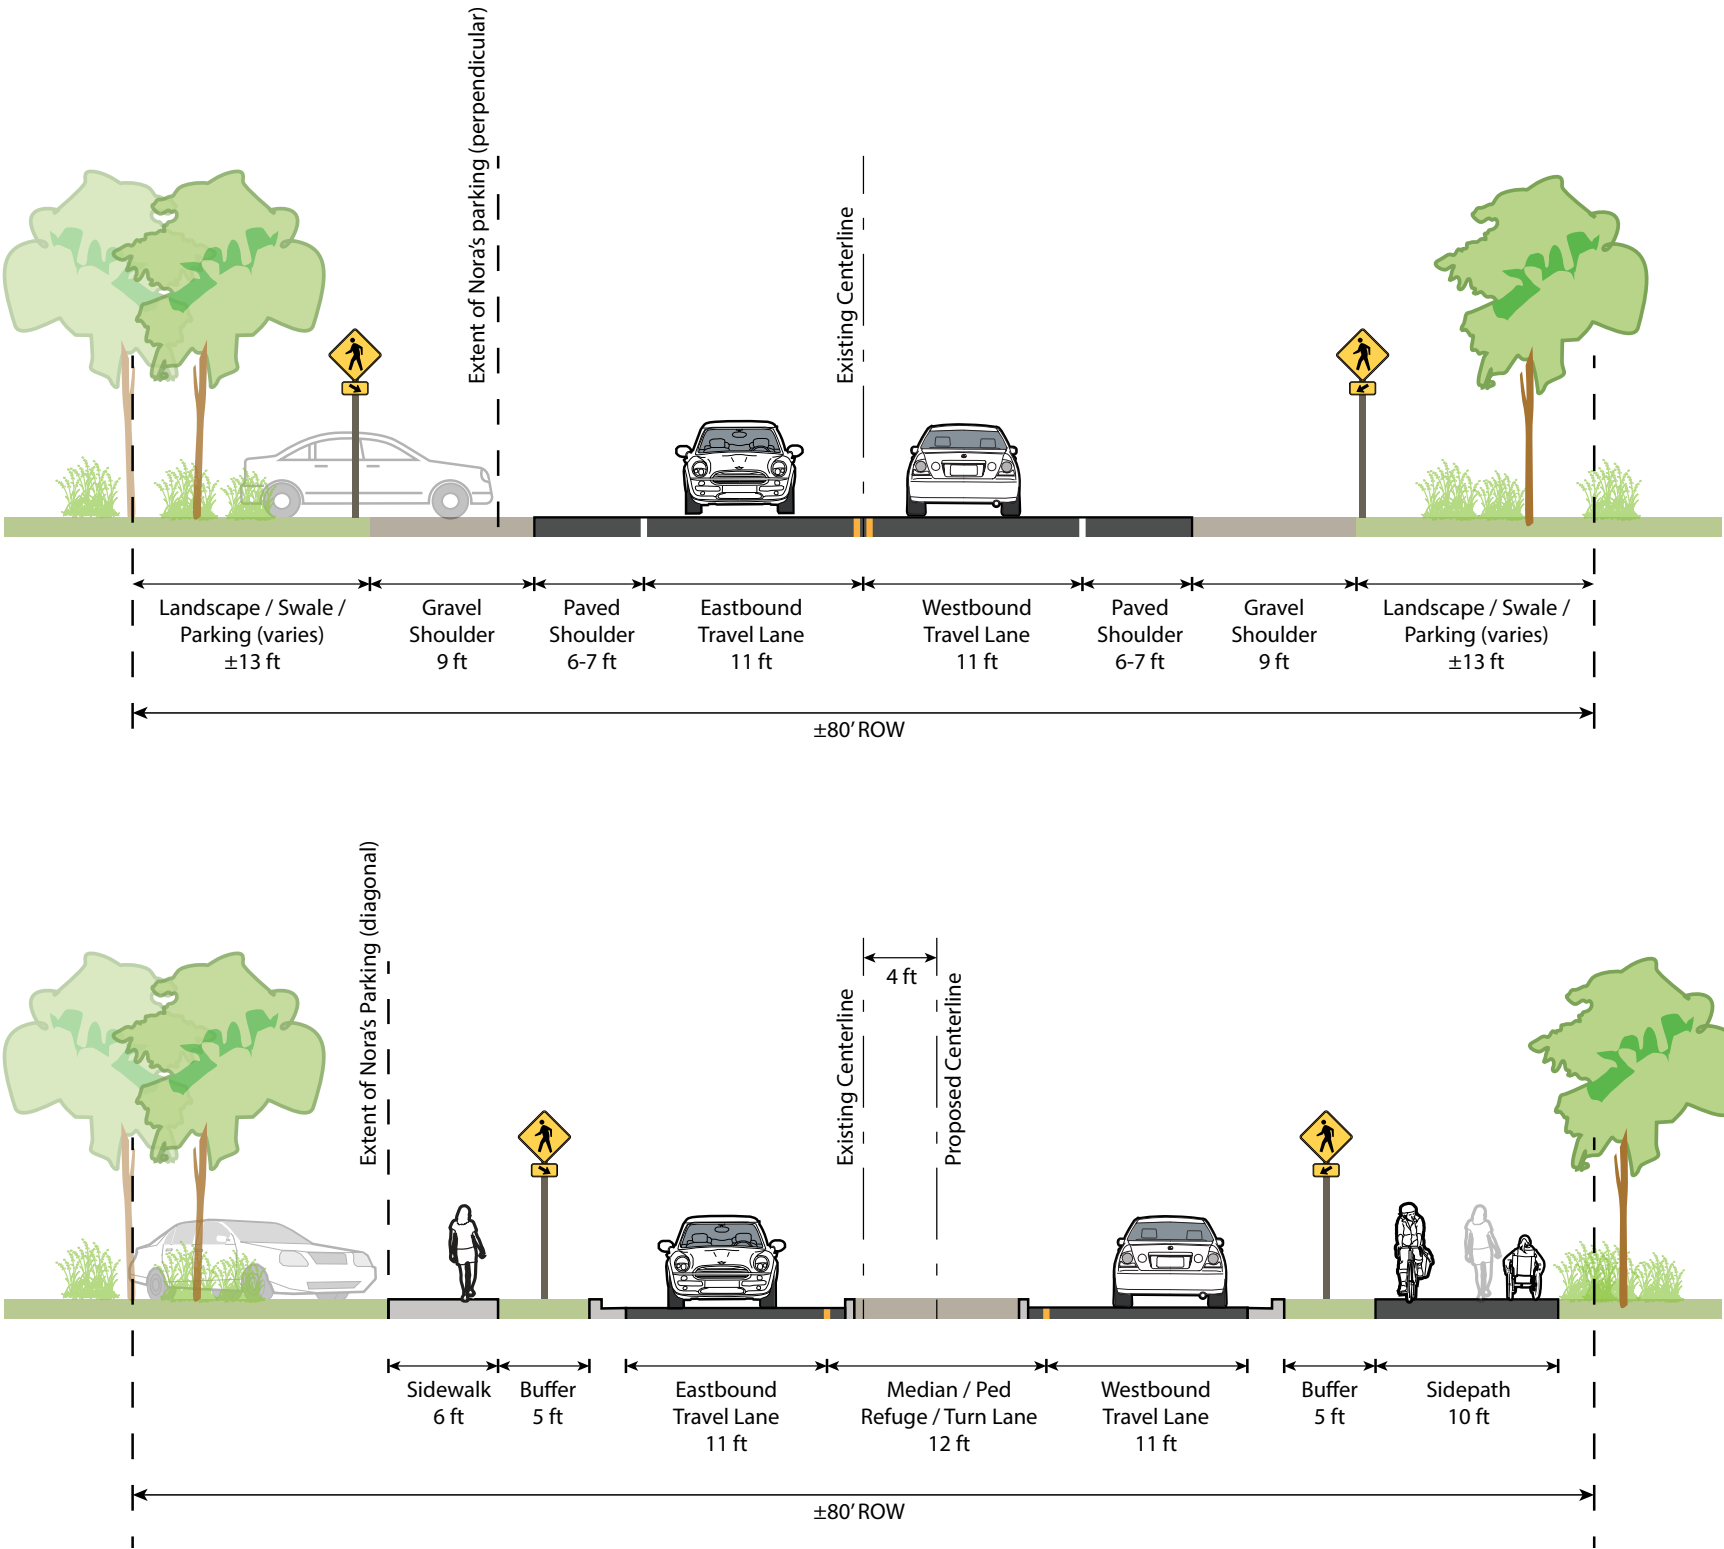 Extent of Nora's parking (perpendicular)
Existing Centerline
Landscape / Swale /
Parking (varies)
±13 ft
Gravel
Shoulder
9 ft
Paved
Shoulder
6-7 ft
Eastbound
Travel Lane
11 ft
Westbound
Travel Lane
11 ft
Paved
Shoulder
6-7 ft
Gravel
Shoulder
9 ft
Landscape / Swale /
Parking (varies)
±13 ft
±80' ROW
Extent of Nora's Parking (diagonal)
4 ft
Existing Centerline
Proposed Centerline
Sidewalk
6 ft
Buffer
5 ft
Eastbound
Travel Lane
11 ft
Median / Ped
Refuge / Turn Lane
12 ft
Westbound
Travel Lane
11 ft
Buffer
5 ft
Sidepath
10 ft
±80' ROW